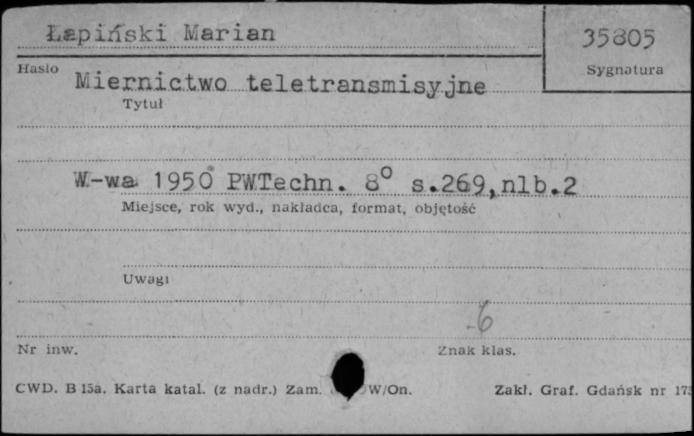 Łapiński Marian
35805
Hasło
Sygnatura
Miernictwo teletransmisyjne
Tytuł
W-wa 1950 PWTechn. 8° s.269,nlb.2
Miejsce, rok wyd., nakładca, format, objętość
Uwagi
-6
Nr inw.
Znak klas.
CWD. B 15a. Karta katal. (z nadr.) Zam. W/On.
Zakł. Graf. Gdańsk nr